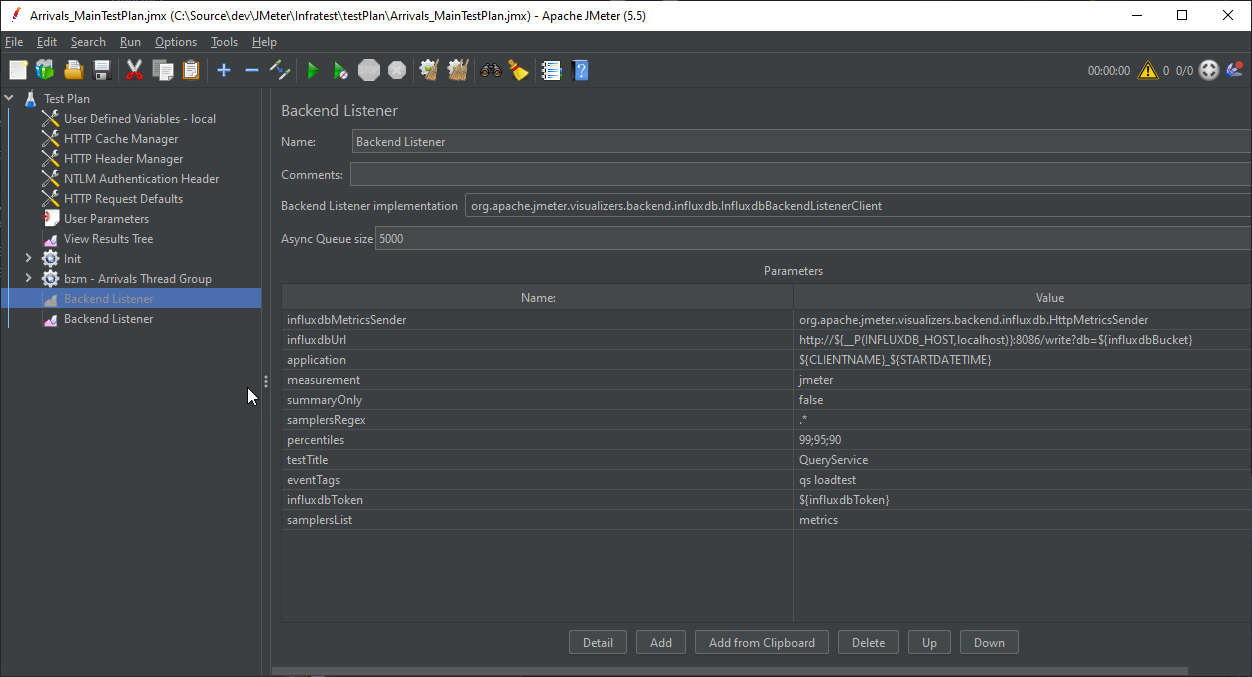 Arrivals_MainTestPlan.jmx (C:\Source\dev\JMeter\Infratest\testPlan\Arrivals_MainTestPlan.jmx) - Apache JMeter (5.5)
File Edit Search Run Options Tools Help
STOP
00:00:00 0 0/0
Test Plan
User Defined Variables - local
HTTP Cache Manager
HTTP Header Manager
NTLM Authentication Header
HTTP Request Defaults
User Parameters
View Results Tree
Init
bzm - Arrivals Thread Group
Backend Listener
Backend Listener
Backend Listener
Name: Backend Listener
Comments:
Backend Listener implementation org.apache.jmeter.visualizers.backend.influxdb.InfluxdbBackendListenerClient
Async Queue size 5000
Parameters
Name: Value
influxdbMetricsSender org.apache.jmeter.visualizers.backend.influxdb.HttpMetricsSender
influxdbUrl http://${__P(INFLUXDB_HOST,localhost)}:8086/write?db=${influxdbBucket}
application ${CLIENTNAME}_${STARTDATETIME}
measurement jmeter
summaryOnly false
samplersRegex .*
percentiles 99;95;90
testTitle QueryService
eventTags qs loadtest
influxdbToken ${influxdbToken}
samplersList metrics
Detail Add Add from Clipboard Delete Up Down